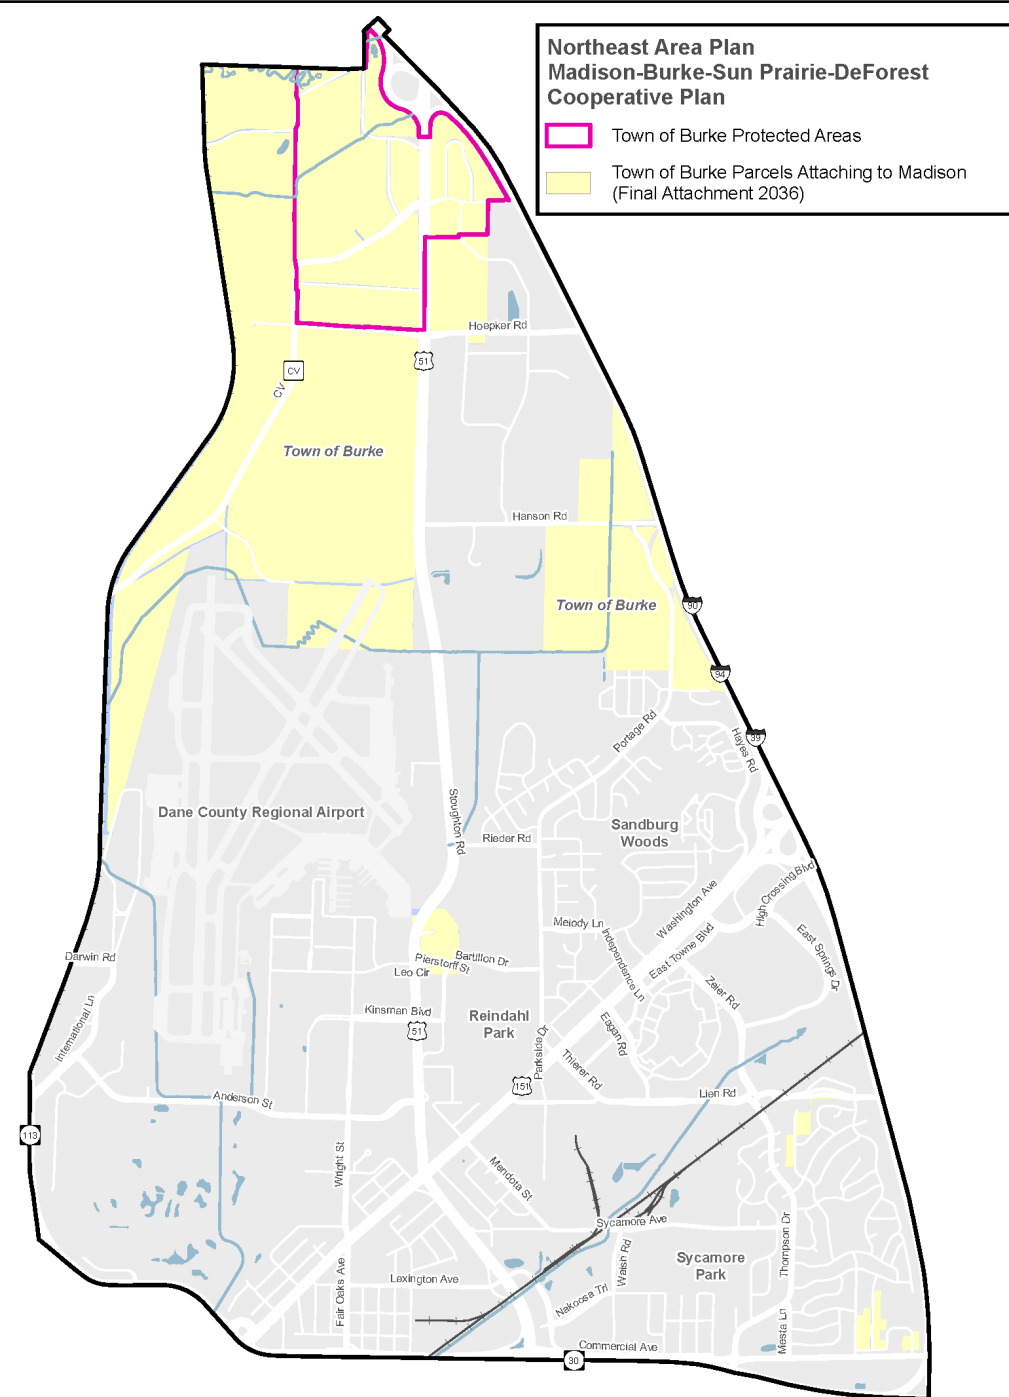 Northeast Area Plan
Madison-Burke-Sun Prairie-DeForest
Cooperative Plan
Town of Burke Protected Areas
Town of Burke Parcels Attaching to Madison
(Final Attachment 2036)
Hoepker Rd
51
CV
CV
Town of Burke
Hanson Rd
Town of Burke
90
94
39
Portage Rd
Hayes Rd
Stoughton Rd
Dane County Regional Airport
Sandburg
Woods
Rieder Rd
Washington Ave
High Crossing Blvd
Melody Ln
Independence Ln
East Towne Blvd
East Springs Dr
Darwin Rd
Bartillon Dr
Pierstorff St
Leo Cir
Zeier Rd
International Ln
Kinsman Blvd
Reindahl
Park
51
Eagan Rd
Parkside Dr
Thierer Rd
151
Lien Rd
Anderson St
113
Wright St
Mendota St
Sycamore Ave
Thompson Dr
Walsh Rd
Sycamore
Park
Fair Oaks Ave
Lexington Ave
Nakoosa Trl
Mesta Ln
Commercial Ave
30